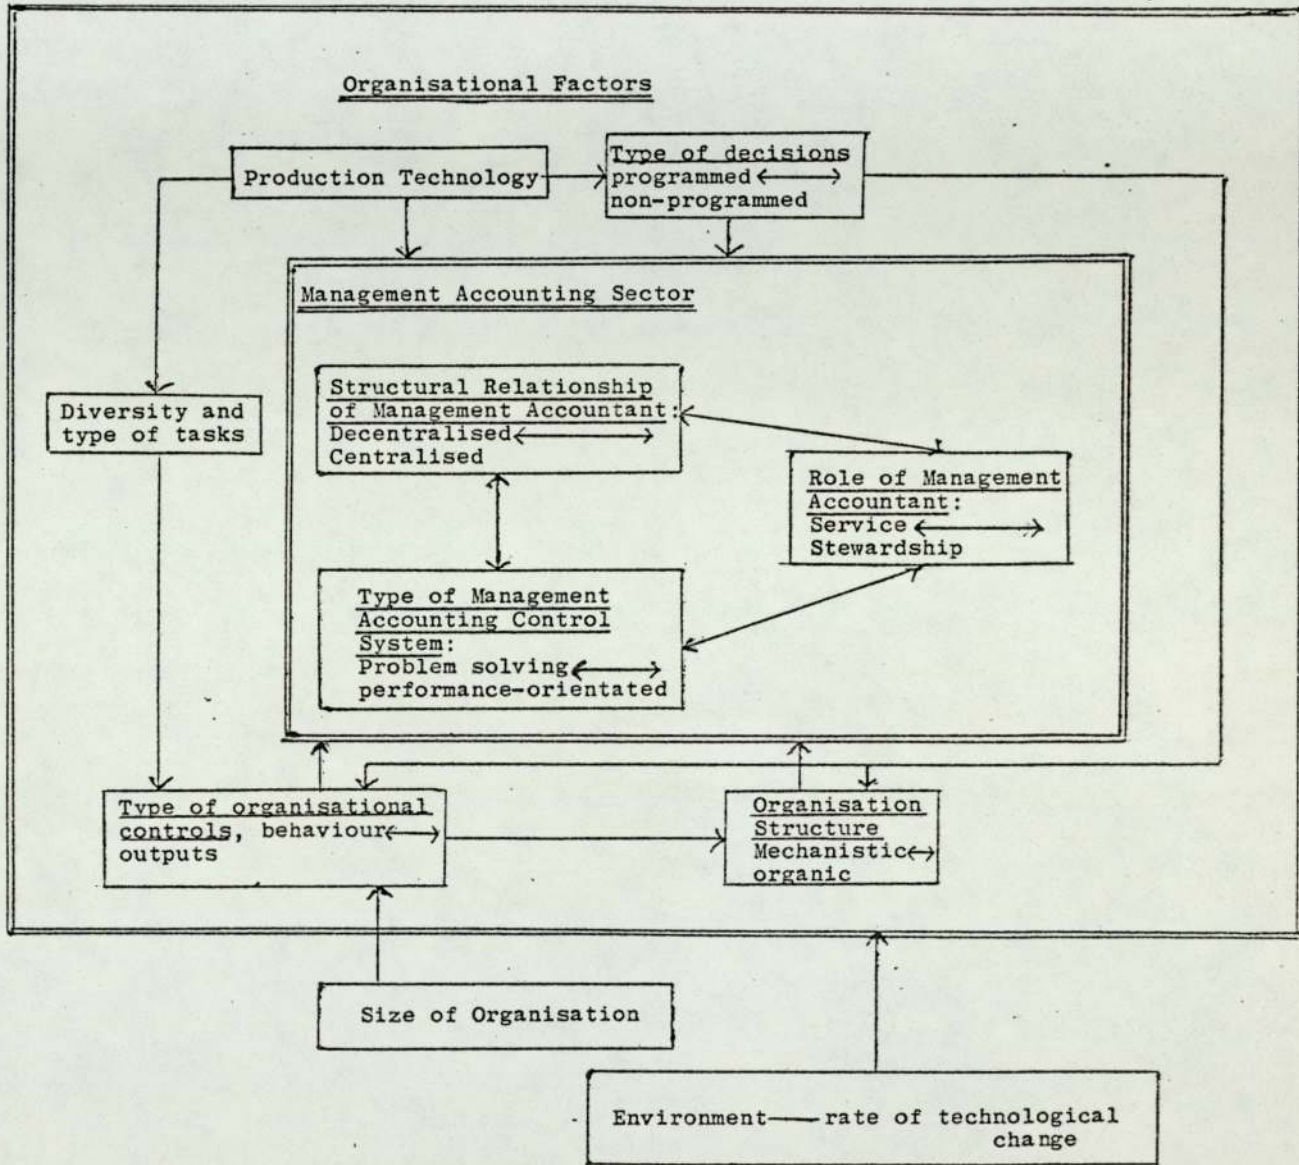 Organisational Factors
Production Technology
Type of decisions
programmed ⟷
non-programmed
Management Accounting Sector
Diversity and
type of tasks
Structural Relationship
of Management Accountant:
Decentralised ⟷
Centralised
Role of Management
Accountant:
Service ⟷
Stewardship
Type of Management
Accounting Control
System:
Problem solving ⟷
performance-orientated
Type of organisational
controls, behaviour ⟷
outputs
Organisation
Structure
Mechanistic ⟷
organic
Size of Organisation
Environment — rate of technological
change